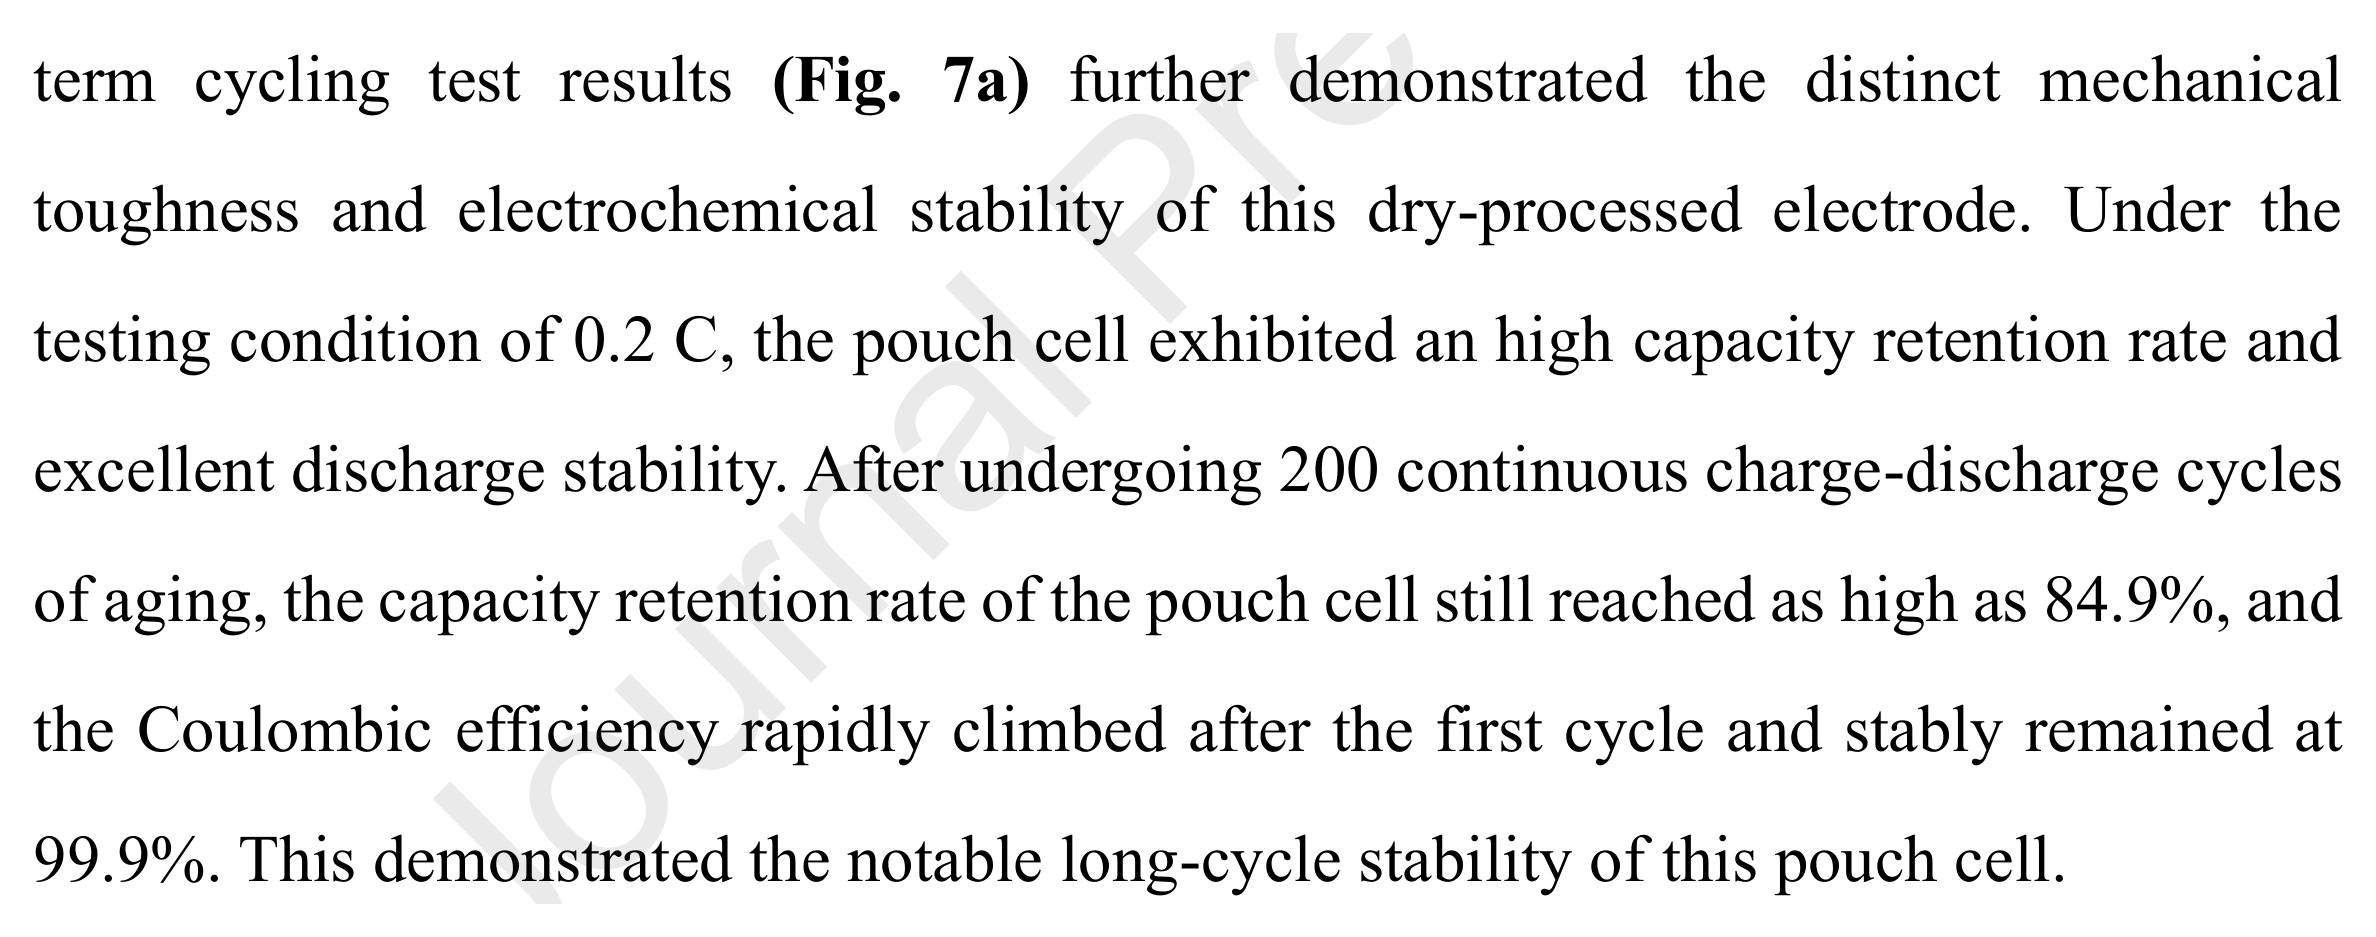 term cycling test results (Fig. 7a) further demonstrated the distinct mechanical
toughness and electrochemical stability of this dry-processed electrode. Under the
testing condition of 0.2 C, the pouch cell exhibited an high capacity retention rate and
excellent discharge stability. After undergoing 200 continuous charge-discharge cycles
of aging, the capacity retention rate of the pouch cell still reached as high as 84.9%, and
the Coulombic efficiency rapidly climbed after the first cycle and stably remained at
99.9%. This demonstrated the notable long-cycle stability of this pouch cell.
Journal Pre